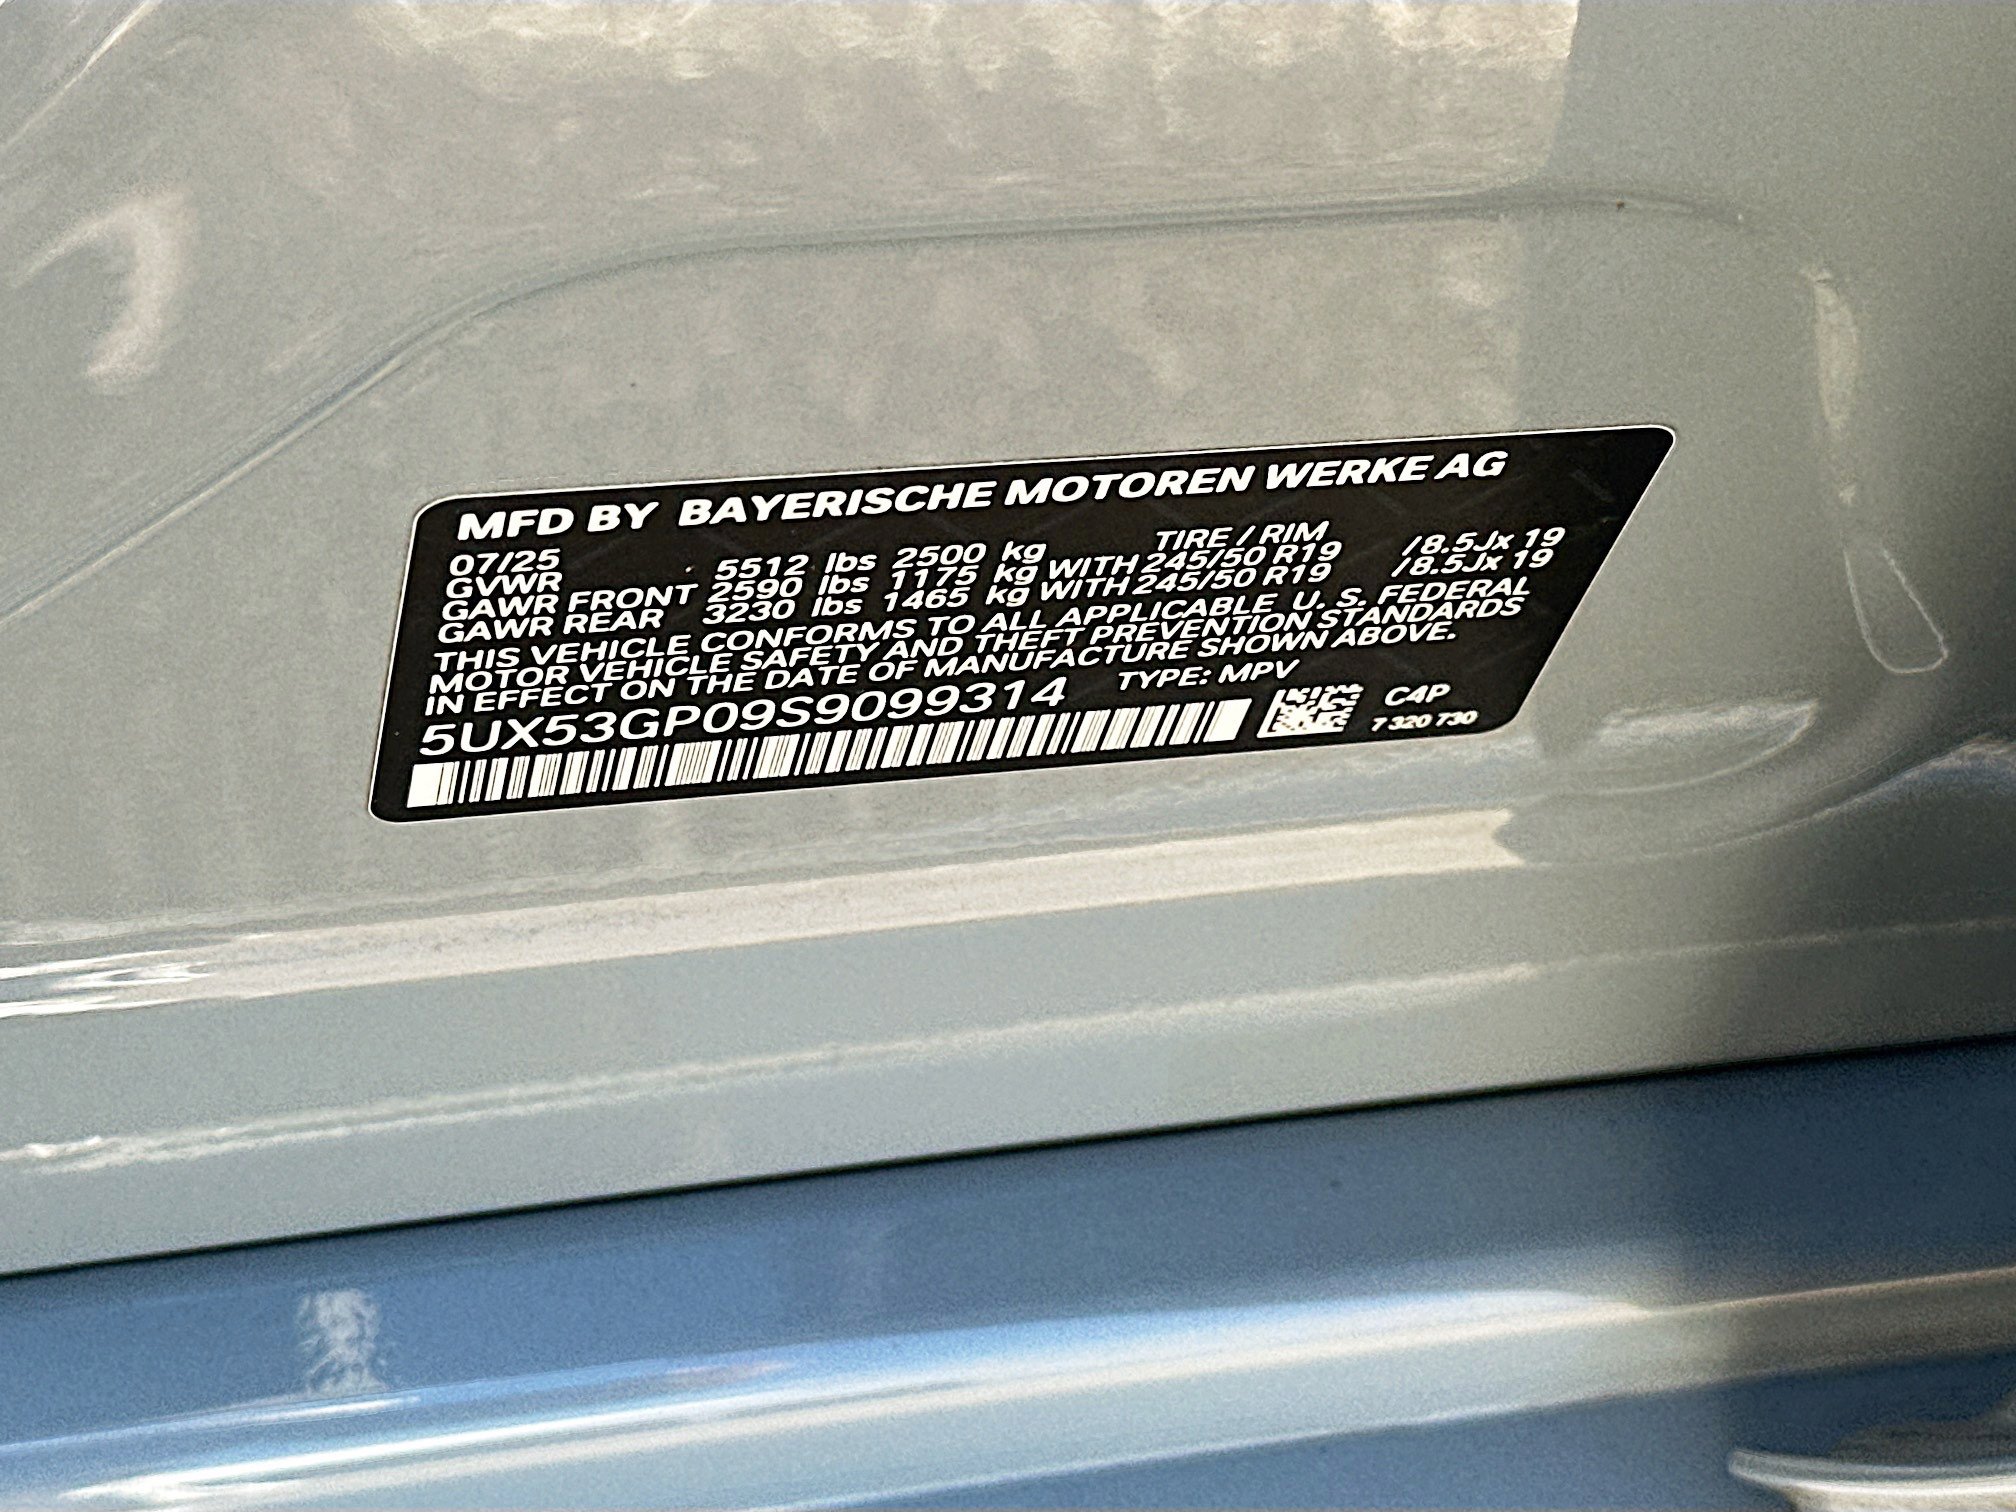 MFD BY BAYERISCHE MOTOREN WERKE AG
07/25 TIRE / RIM
GVWR 5512 lbs 2500 kg
GAWR FRONT 2590 lbs 1175 kg WITH 245/50 R19 /8.5Jx 19
GAWR REAR 3230 lbs 1465 kg WITH 245/50 R19 /8.5Jx 19
THIS VEHICLE CONFORMS TO ALL APPLICABLE U. S. FEDERAL
MOTOR VEHICLE SAFETY AND THEFT PREVENTION STANDARDS
IN EFFECT ON THE DATE OF MANUFACTURE SHOWN ABOVE.
5UX53GP09S9099314 TYPE: MPV
C4P
7 320 730